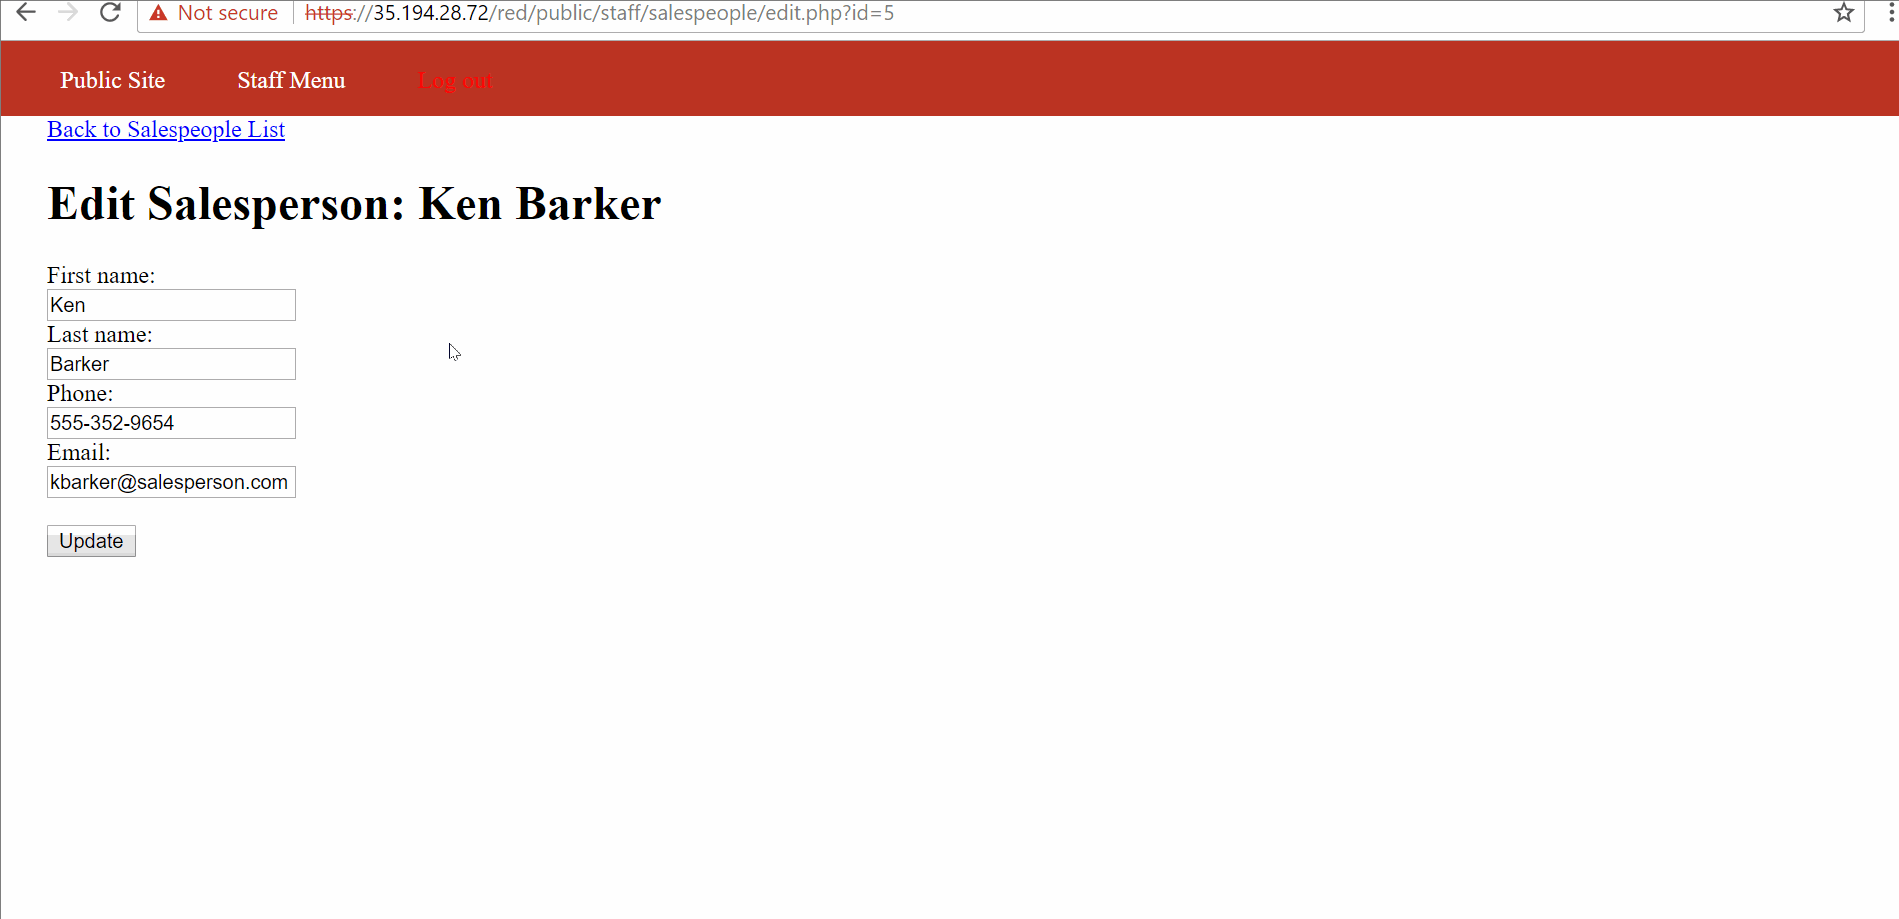 Not secure https://35.194.28.72/red/public/staff/salespeople/edit.php?id=5
Public Site Staff Menu Log out
Back to Salespeople List
Edit Salesperson: Ken Barker
First name:
Ken
Last name:
Barker
Phone:
555-352-9654
Email:
kbarker@salesperson.com
Update